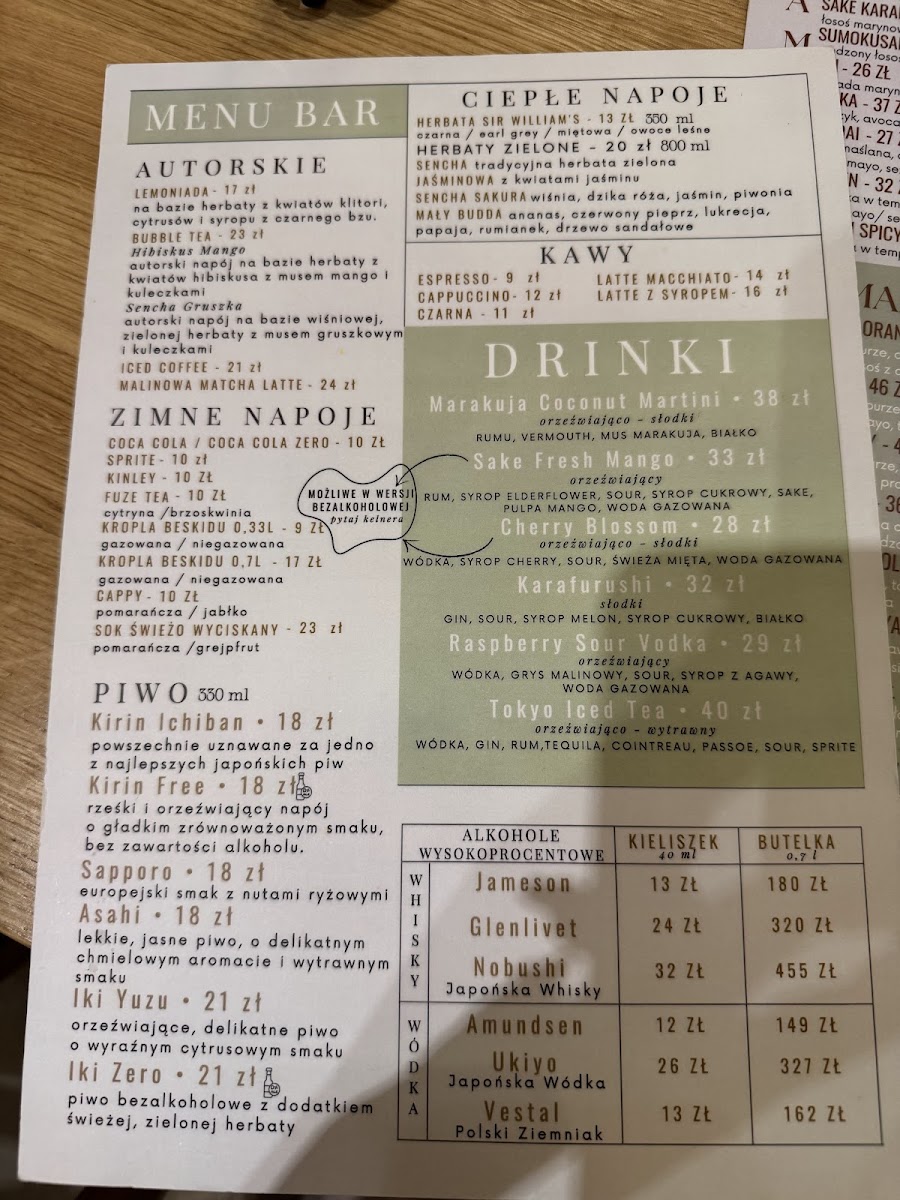 MENU BAR
AUTORSKIE
LEMONIADA - 17 zł
na bazie herbaty z kwiatów klitori,
cytrusów i syropu z czarnego bzu.
BUBBLE TEA - 23 zł
Hibiskus Mango
autorski napój na bazie herbaty z
kwiatów hibiskusa z musem mango i
kuleczkami
Sencha Gruszka
autorski napój na bazie wiśniowej,
zielonej herbaty z musem gruszkowym
i kuleczkami
ICED COFFEE - 21 zł
MALINOWA MATCHA LATTE - 24 zł
ZIMNE NAPOJE
COCA COLA / COCA COLA ZERO - 10 ZŁ
SPRITE - 10 zł
KINLEY - 10 ZŁ
FUZE TEA - 10 ZŁ
cytryna /brzoskwinia
KROPLA BESKIDU 0,33L - 9 ZŁ
gazowana / niegazowana
KROPLA BESKIDU 0,7L - 17 ZŁ
gazowana / niegazowana
CAPPY - 10 ZŁ
pomarańcza / jabłko
SOK ŚWIEŻO WYCISKANY - 23 zł
pomarańcza /grejpfrut
PIWO 330 ml
Kirin Ichiban • 18 zł
powszechnie uznawane za jedno
z najlepszych japońskich piw
Kirin Free • 18 zł
rześki i orzeźwiający napój
o gładkim zrównoważonym smaku,
bez zawartości alkoholu.
Sapporo • 18 zł
europejski smak z nutami ryżowymi
Asahi • 18 zł
lekkie, jasne piwo, o delikatnym
chmielowym aromacie i wytrawnym
smaku
Iki Yuzu • 21 zł
orzeźwiające, delikatne piwo
o wyraźnym cytrusowym smaku
Iki Zero • 21 zł
piwo bezalkoholowe z dodatkiem
świeżej, zielonej herbaty
CIEPŁE NAPOJE
HERBATA SIR WILLIAM'S - 13 ZŁ 350 ml
czarna / earl grey / miętowa / owoce leśne
HERBATY ZIELONE - 20 zł 800 ml
SENCHA tradycyjna herbata zielona
JAŚMINOWA z kwiatami jaśminu
SENCHA SAKURA wiśnia, dzika róża, jaśmin, piwonia
MAŁY BUDDA ananas, czerwony pieprz, lukrecja,
papaja, rumianek, drzewo sandałowe
KAWY
ESPRESSO - 9 zł
CAPPUCCINO - 12 zł
CZARNA - 11 zł
LATTE MACCHIATO - 14 zł
LATTE Z SYROPEM - 16 zł
DRINKI
Marakuja Coconut Martini • 38 zł
orzeźwiająco - słodki
RUMU, VERMOUTH, MUS MARAKUJA, BIAŁKO
Sake Fresh Mango • 33 zł
orzeźwiający
RUM, SYROP ELDERFLOWER, SOUR, SYROP CUKROWY, SAKE,
PULPA MANGO, WODA GAZOWANA
Cherry Blossom • 28 zł
orzeźwiająco - słodki
WÓDKA, SYROP CHERRY, SOUR, ŚWIEŻA MIĘTA, WODA GAZOWANA
MOŻLIWE W WERSJI
BEZALKOHOLOWEJ
pytaj kelnera
Karafurushi • 32 zł
słodki
GIN, SOUR, SYROP MELON, SYROP CUKROWY, BIAŁKO
Raspberry Sour Vodka • 29 zł
orzeźwiający
WÓDKA, GRYS MALINOWY, SOUR, SYROP Z AGAWY,
WODA GAZOWANA
Tokyo Iced Tea • 40 zł
orzeźwiająco - wytrawny
WÓDKA, GIN, RUM,TEQUILA, COINTREAU, PASSOE, SOUR, SPRITE
ALKOHOLE
WYSOKOPROCENTOWE
KIELISZEK
40 ml
BUTELKA
0,7 l
WHISKY
Jameson 13 ZŁ 180 ZŁ
Glenlivet 24 ZŁ 320 ZŁ
Nobushi 32 ZŁ 455 ZŁ
Japońska Whisky
WÓDKA
Amundsen 12 ZŁ 149 ZŁ
Ukiyo 26 ZŁ 327 ZŁ
Japońska Wódka
Vestal 13 ZŁ 162 ZŁ
Polski Ziemniak
SAKE
łosoś
- 26 ZŁ
- 32
SPICY
46 Z